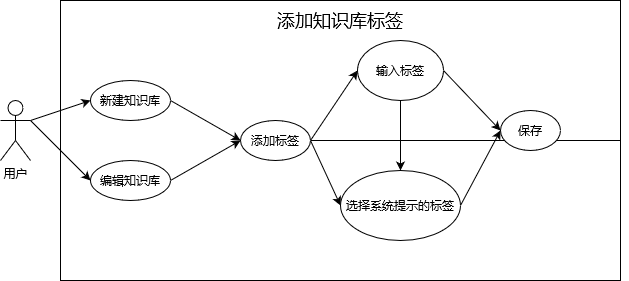 添加知识库标签
输入标签
新建知识库
保存
添加标签
用户
编辑知识库
选择系统提示的标签